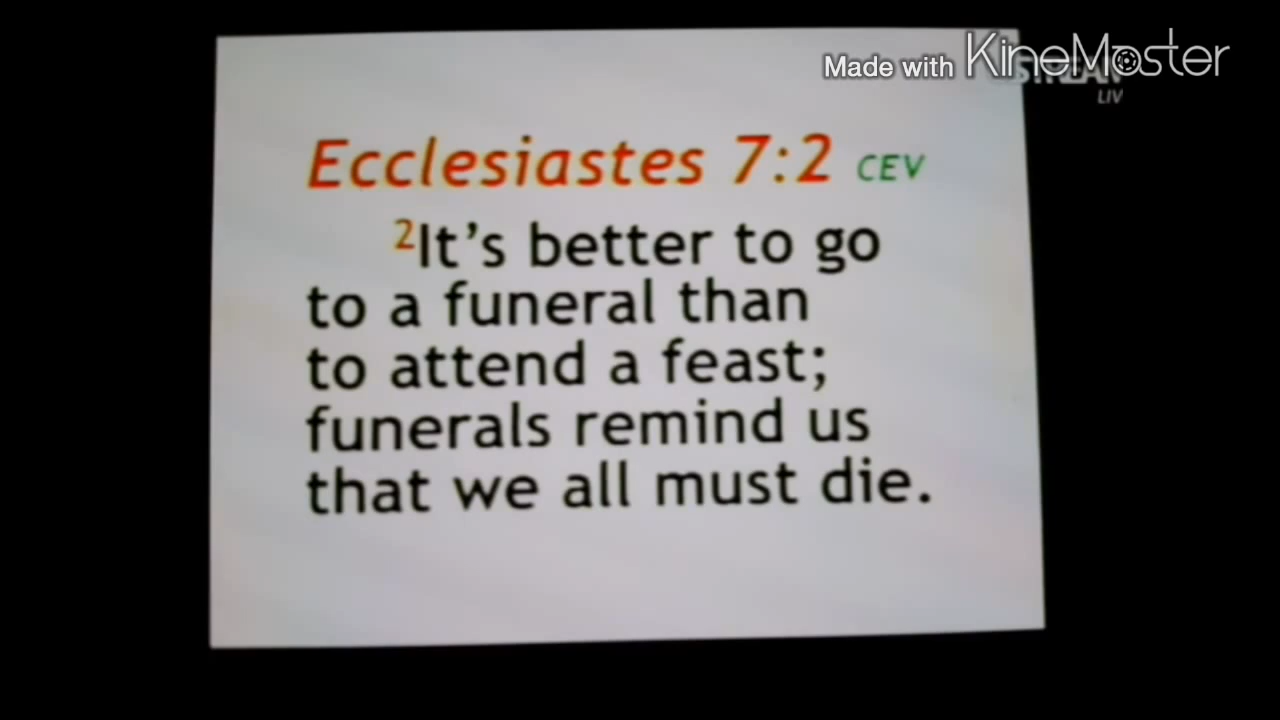 Made with KineMaster
LIV
Ecclesiastes 7:2 CEV
²It's better to go
to a funeral than
to attend a feast;
funerals remind us
that we all must die.